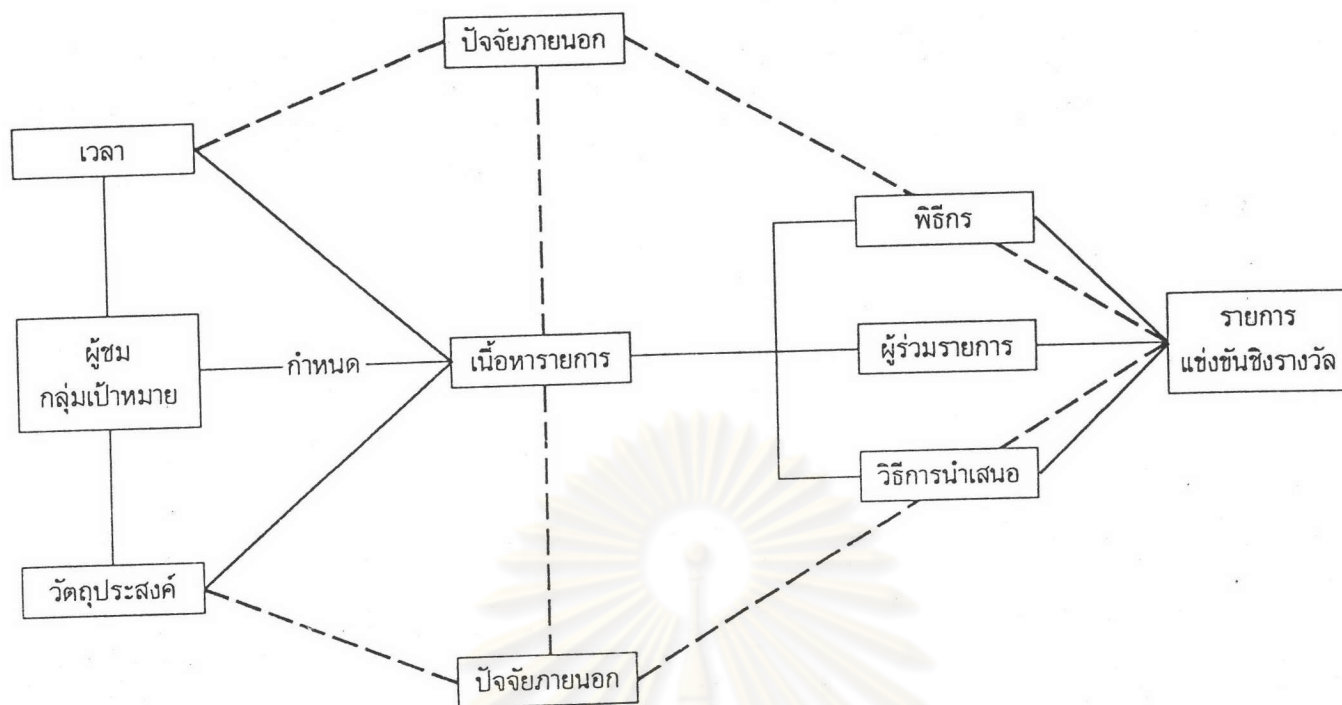 ปัจจัยภายนอก
เวลา
พิธีกร
ผู้ชม
กลุ่มเป้าหมาย
กำหนด
เนื้อหารายการ
ผู้ร่วมรายการ
รายการ
แข่งขันชิงรางวัล
วิธีการนำเสนอ
วัตถุประสงค์
ปัจจัยภายนอก